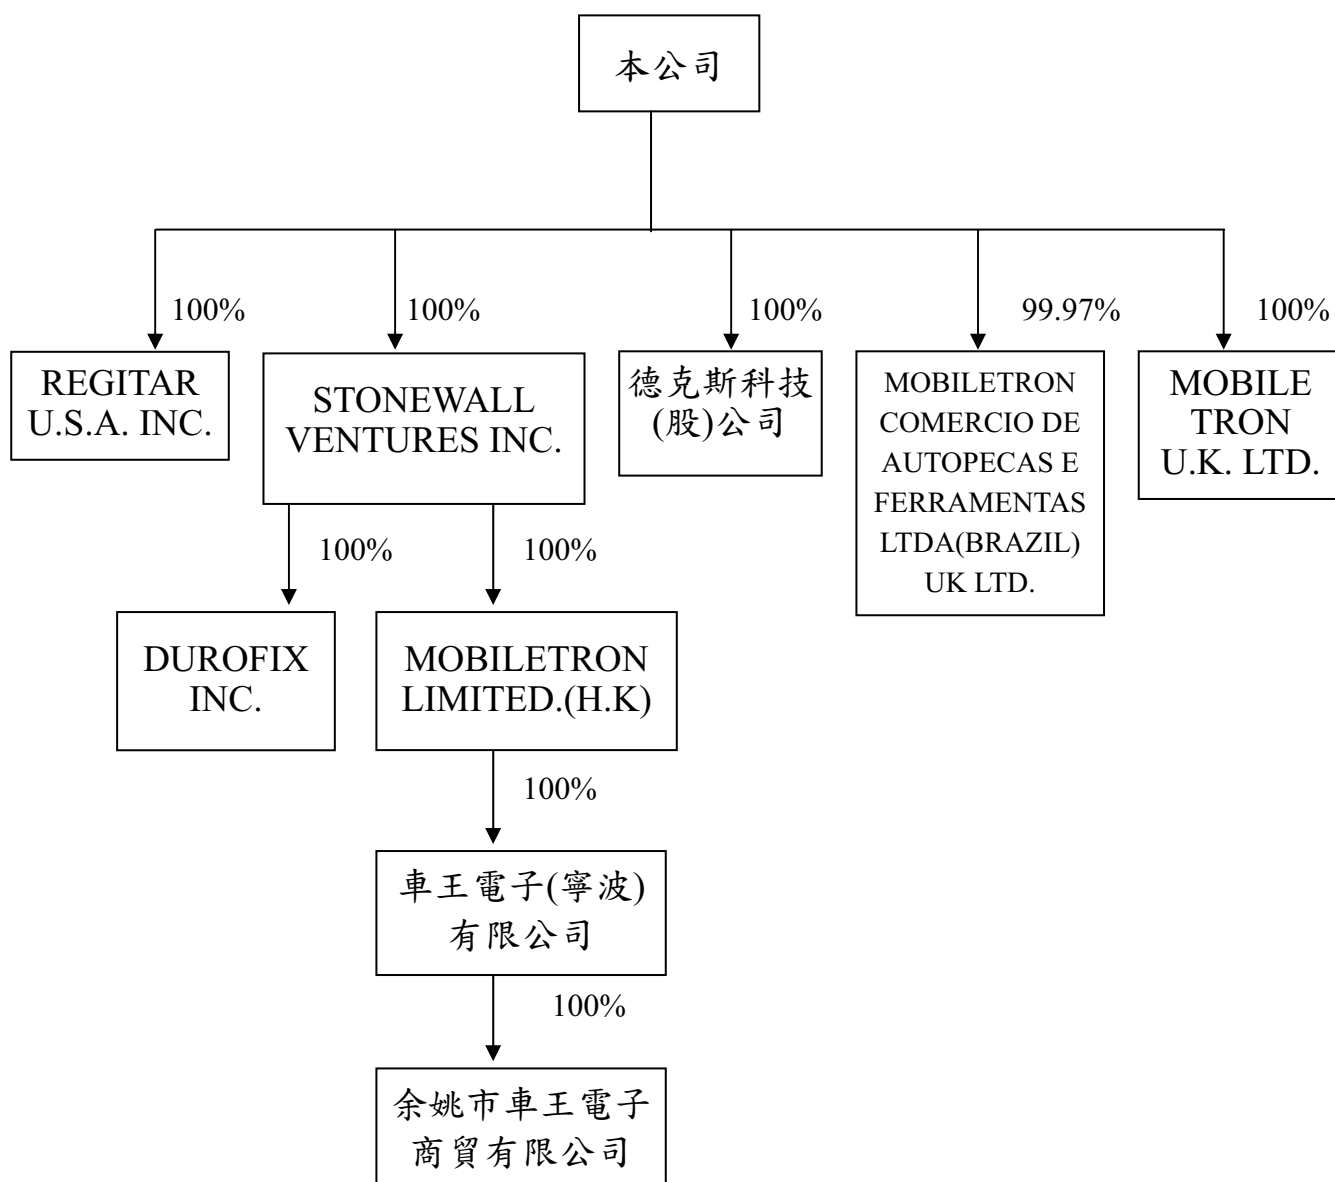 本公司
100%
100%
100%
99.97%
100%
REGITAR
U.S.A. INC.
STONEWALL
VENTURES INC.
德克斯科技
(股)公司
MOBILETRON
COMERCIO DE
AUTOPECAS E
FERRAMENTAS
LTDA(BRAZIL)
UK LTD.
MOBILE
TRON
U.K. LTD.
100%
100%
DUROFIX
INC.
MOBILETRON
LIMITED.(H.K)
100%
車王電子(寧波)
有限公司
100%
余姚市車王電子
商貿有限公司